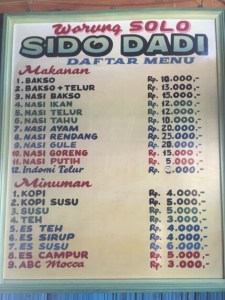 Warung SOLO
SIDO DADI
DAFTAR MENU
Makanan
1. BAKSO Rp. 10.000,-
2. BAKSO + TELUR Rp. 13.000,-
3. NASI BAKSO Rp. 15.000,-
4. NASI IKAN Rp. 12.000,-
5. NASI TELUR Rp. 12.000,-
6. NASI TAHU Rp. 10.000,-
7. NASI AYAM Rp. 20.000,-
8. NASI RENDANG Rp. 25.000,-
9. NASI GULE Rp. 20.000,-
10. NASI GORENG Rp. 15.000,-
11. NASI PUTIH Rp. 5.000,-
12. Indomi Telur Rp. 8.000,-
Minuman
1. KOPI Rp. 4.000,-
2. KOPI SUSU Rp. 5.000,-
3. SUSU Rp. 5.000,-
4. TEH Rp. 3.000,-
5. ES TEH Rp. 4.000,-
6. ES SIRUP Rp. 4.000,-
7. ES SUSU Rp. 6.000,-
8. ES CAMPUR Rp. 5.000,-
9. ABC Mocca Rp. 3.000,-